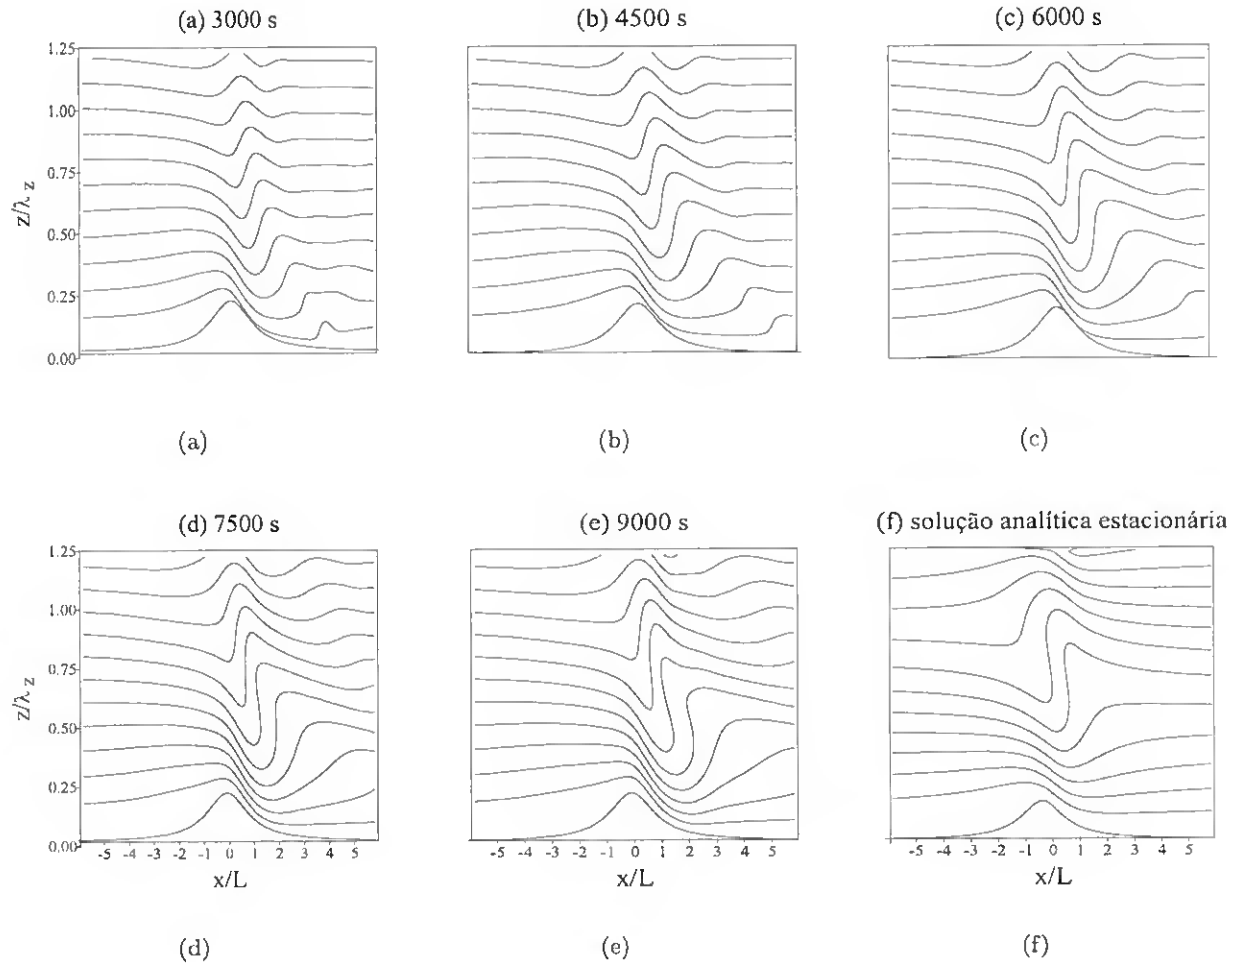 (a) 3000 s
(b) 4500 s
(c) 6000 s
1.25
1.00
0.75
0.50
0.25
0.00
z/λ z
(a)
(b)
(c)
(d) 7500 s
(e) 9000 s
(f) solução analítica estacionária
1.25
1.00
0.75
0.50
0.25
0.00
z/λ z
-5 -4 -3 -2 -1 0 1 2 3 4 5
-5 -4 -3 -2 -1 0 1 2 3 4 5
-5 -4 -3 -2 -1 0 1 2 3 4 5
x/L
x/L
x/L
(d)
(e)
(f)